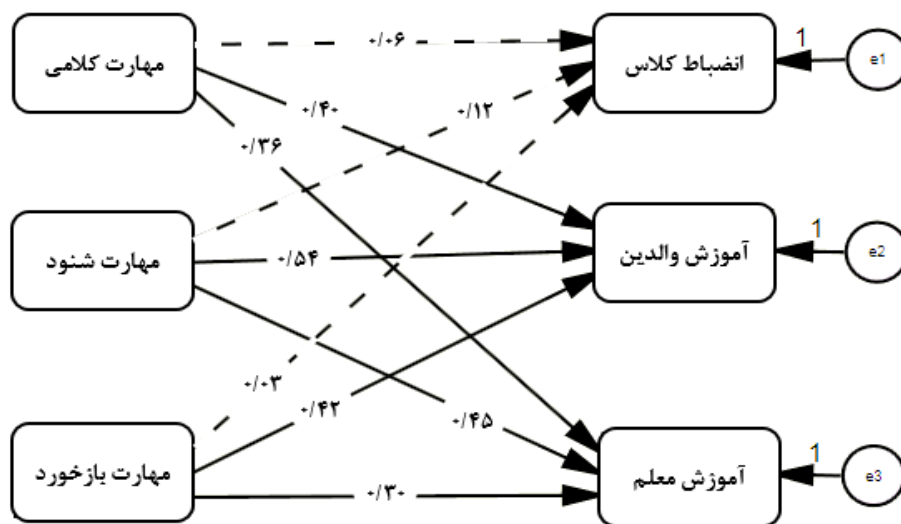 مهارت کلامی
۰/۰۶
انضباط کلاس
1
e1
۰/۴۰
۰/۱۲
۰/۳۶
مهارت شنود
۰/۵۴
آموزش والدین
1
e2
۰/۰۳
۰/۴۲
۰/۴۵
مهارت بازخورد
۰/۳۰
آموزش معلم
1
e3